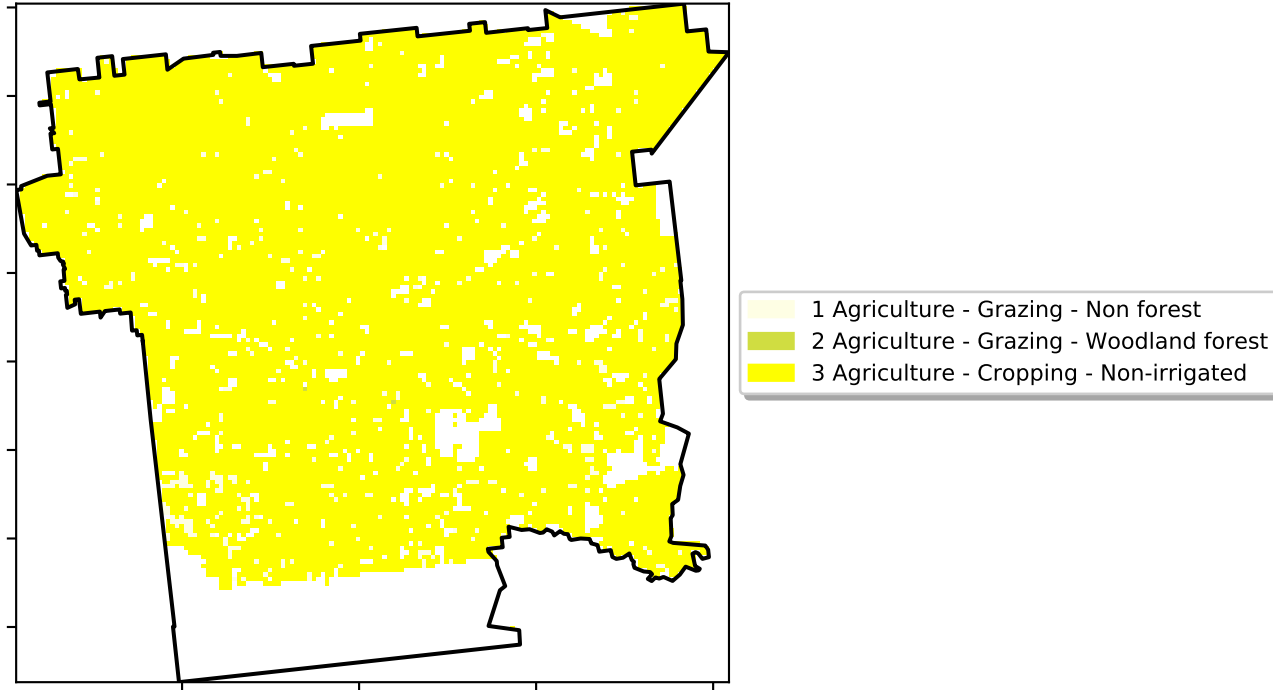 1 Agriculture - Grazing - Non forest
2 Agriculture - Grazing - Woodland forest
3 Agriculture - Cropping - Non-irrigated